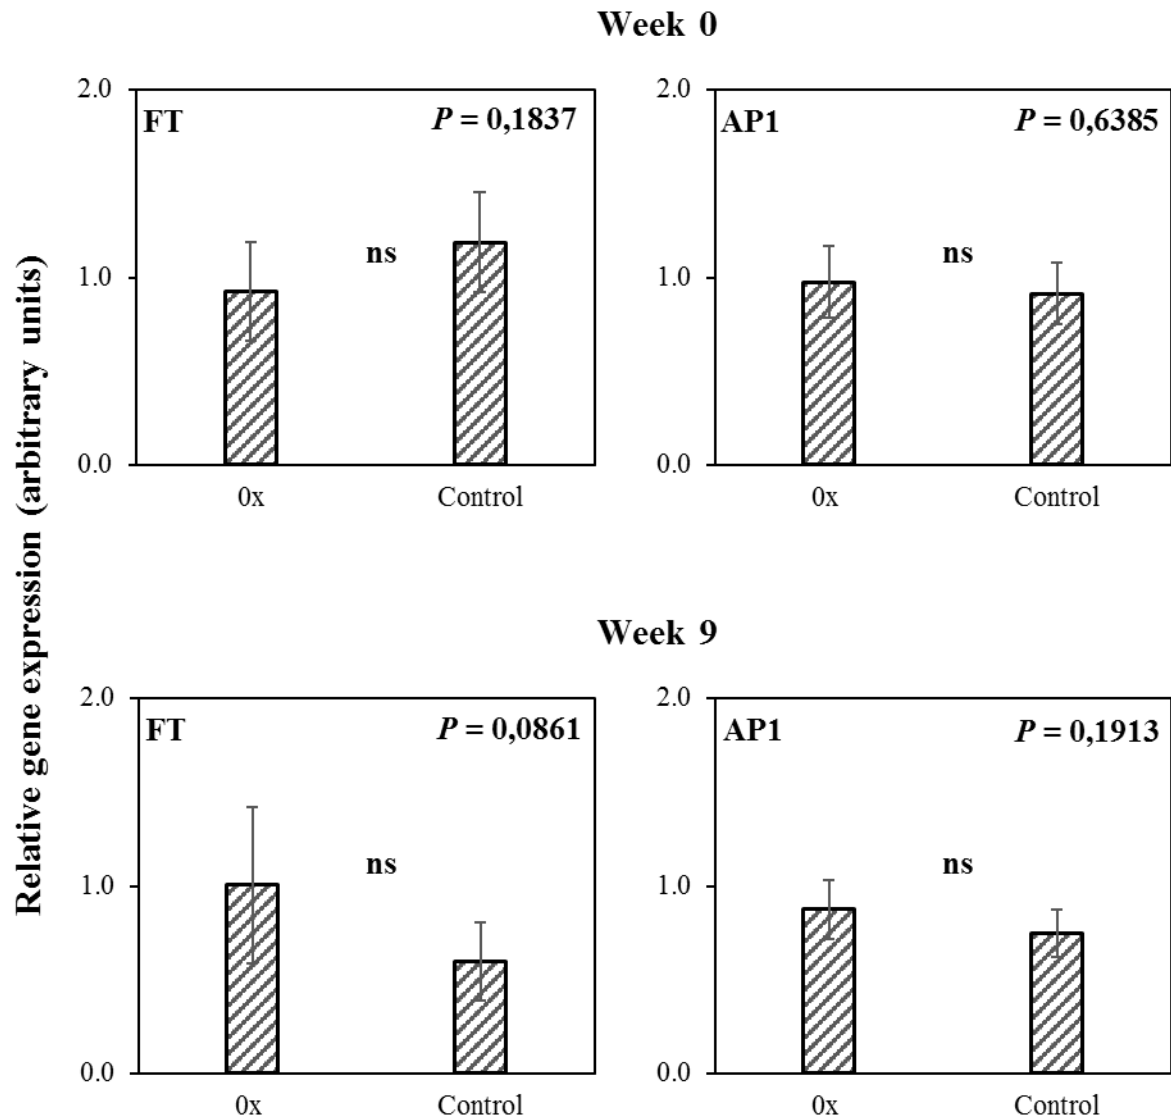 Week 0
Relative gene expression (arbitrary units)
FT
P = 0,1837
2.0
1.0
0.0
ns
0x
Control
AP1
P = 0,6385
2.0
1.0
0.0
ns
0x
Control
Week 9
FT
P = 0,0861
2.0
1.0
0.0
ns
0x
Control
AP1
P = 0,1913
2.0
1.0
0.0
ns
0x
Control